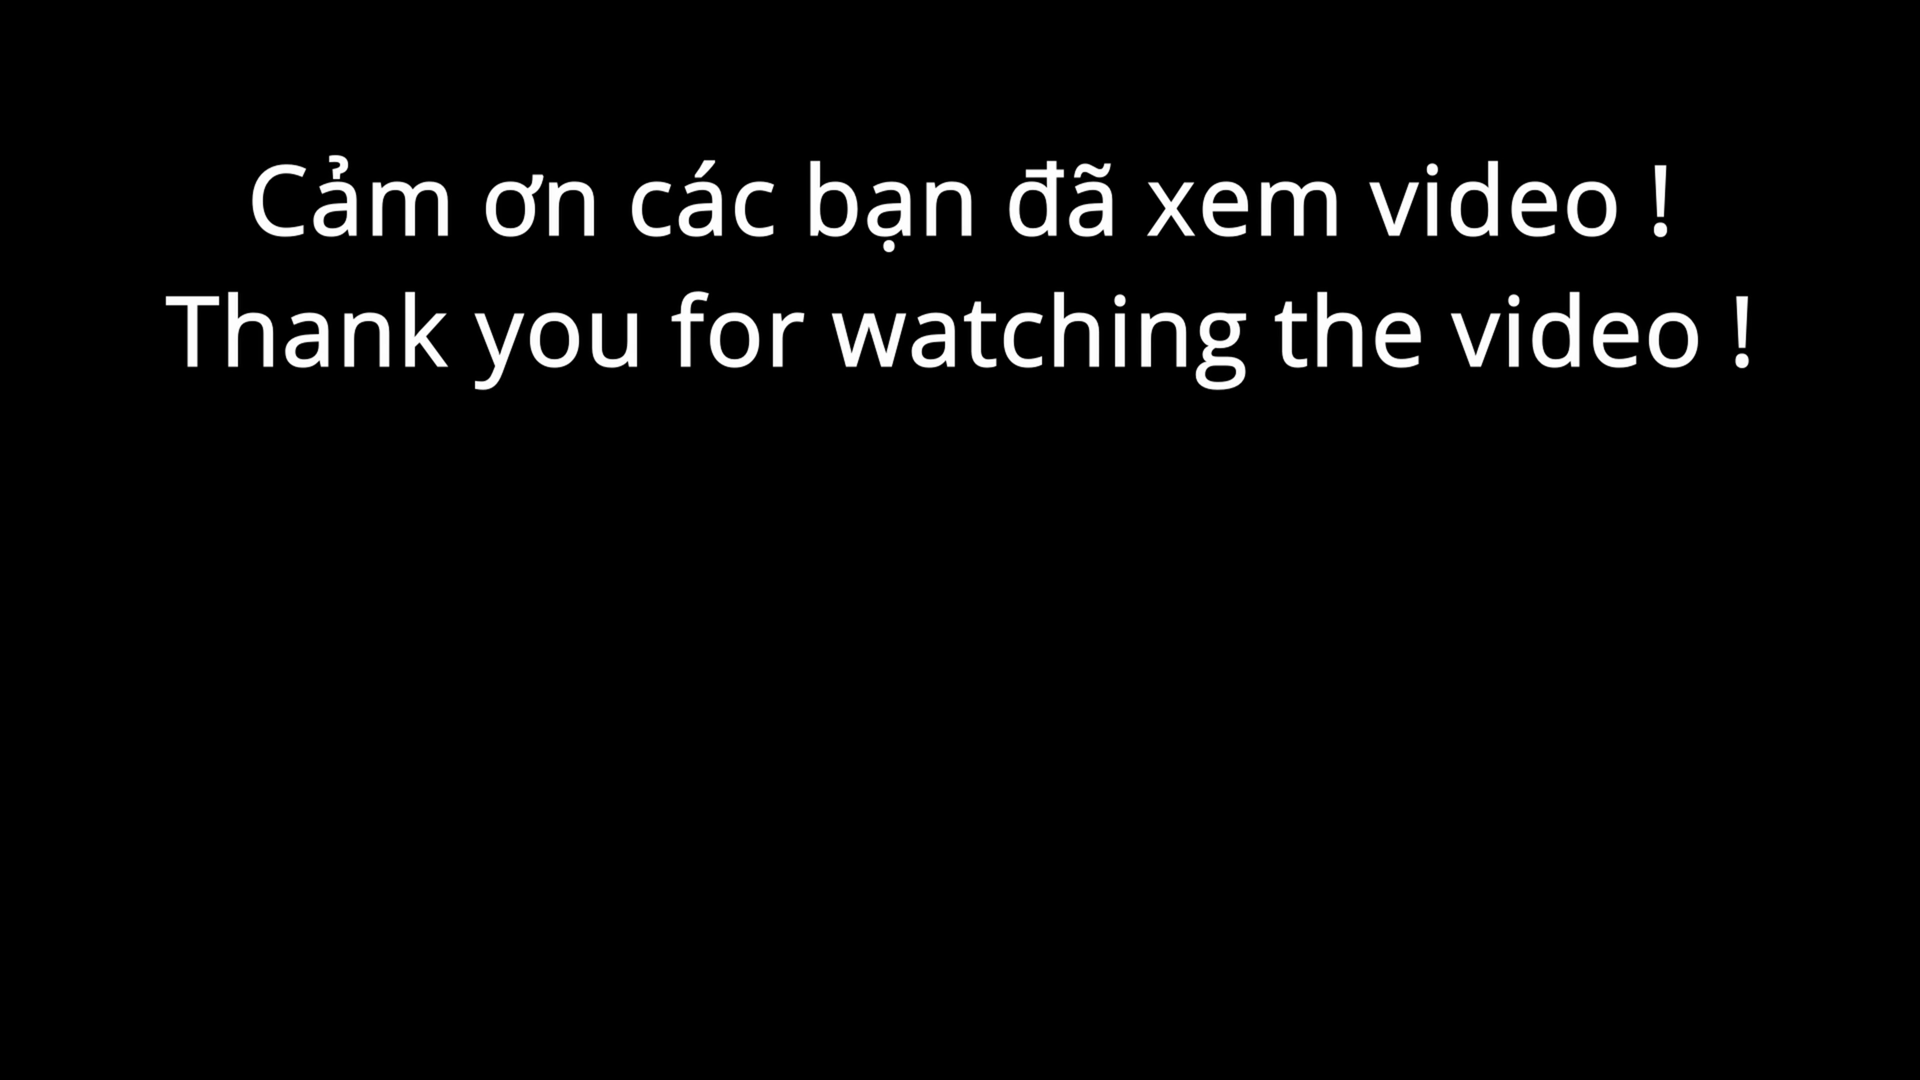 Cảm ơn các bạn đã xem video !
Thank you for watching the video !